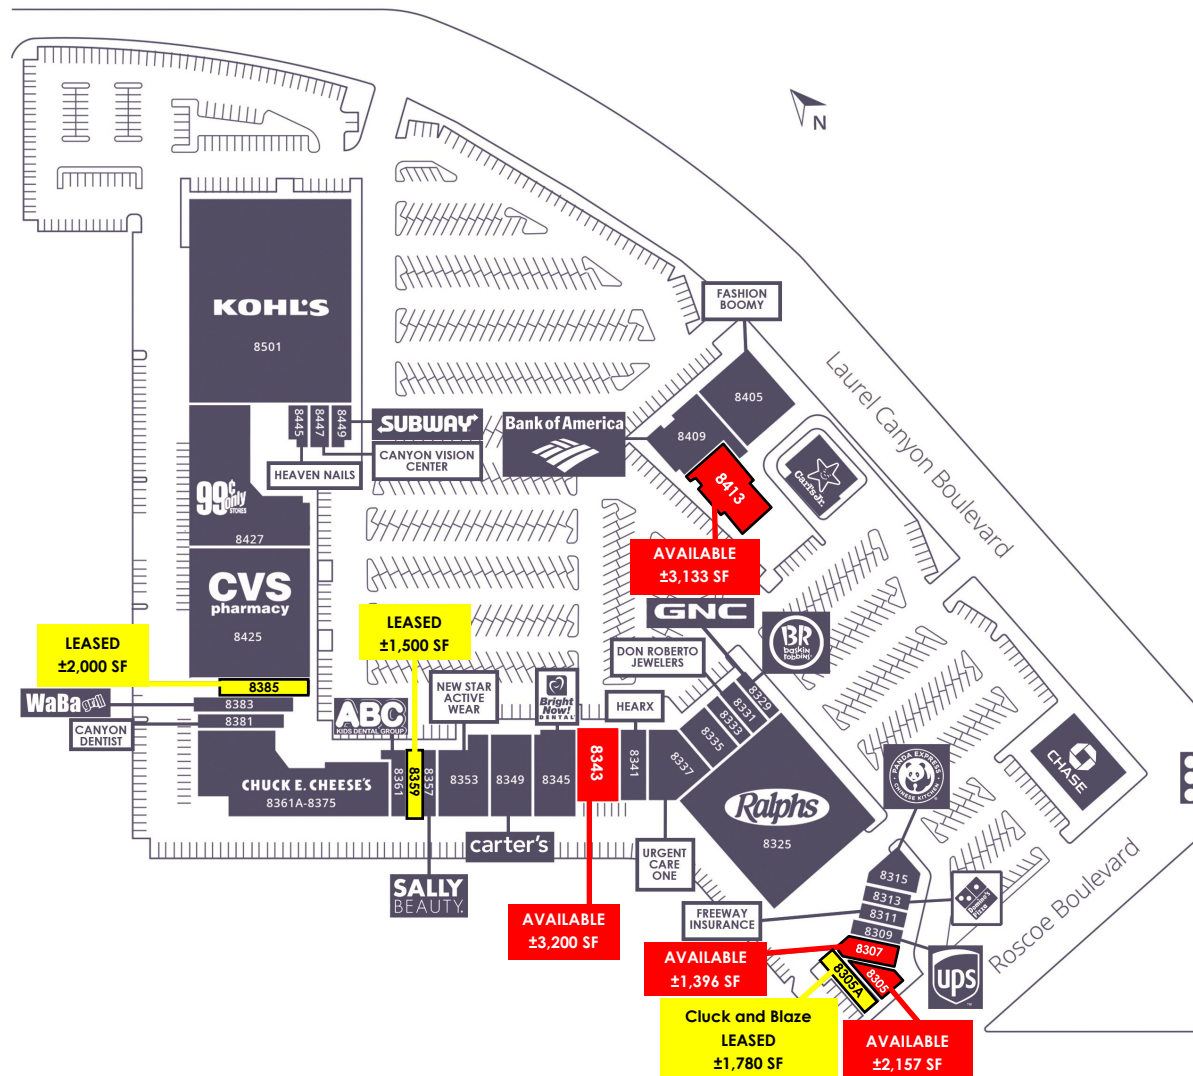 N
FASHION
BOOMY
KOHL'S
8501
Laurel Canyon Boulevard
8405
8409
8413
Bank of America
Carl's Jr.
8445
8447
8449
SUBWAY
CANYON VISION
CENTER
HEAVEN NAILS
99¢
only
STORES
8427
AVAILABLE
±3,133 SF
CVS
pharmacy
8425
GNC
BR
baskin
robbins
DON ROBERTO
JEWELERS
LEASED
±2,000 SF
LEASED
±1,500 SF
8385
WaBa grill
8383
8381
CANYON
DENTIST
ABC
KIDS DENTAL GROUP
NEW STAR
ACTIVE
WEAR
Bright
Now!
DENTAL
HEARX
8329
8331
8333
8335
8337
CHUCK E. CHEESE'S
8361A-8375
8361
8359
8357
8353
8349
8345
8343
8341
Ralphs
8325
PANDA EXPRESS
CHINESE KITCHEN
CHASE
carter's
URGENT
CARE
ONE
SALLY
BEAUTY
8315
8313
8311
8309
8307
8305
8305A
Domino's
Pizza
FREEWAY
INSURANCE
Roscoe Boulevard
ups
AVAILABLE
±3,200 SF
AVAILABLE
±1,396 SF
Cluck and Blaze
LEASED
±1,780 SF
AVAILABLE
±2,157 SF